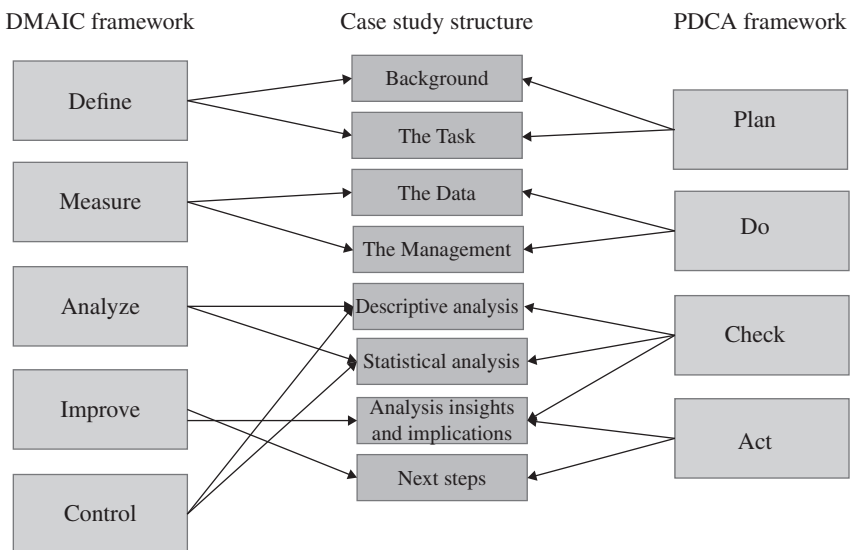 DMAIC framework
Case study structure
PDCA framework
Define
Measure
Analyze
Improve
Control
Background
The Task
The Data
The Management
Descriptive analysis
Statistical analysis
Analysis insights
and implications
Next steps
Plan
Do
Check
Act